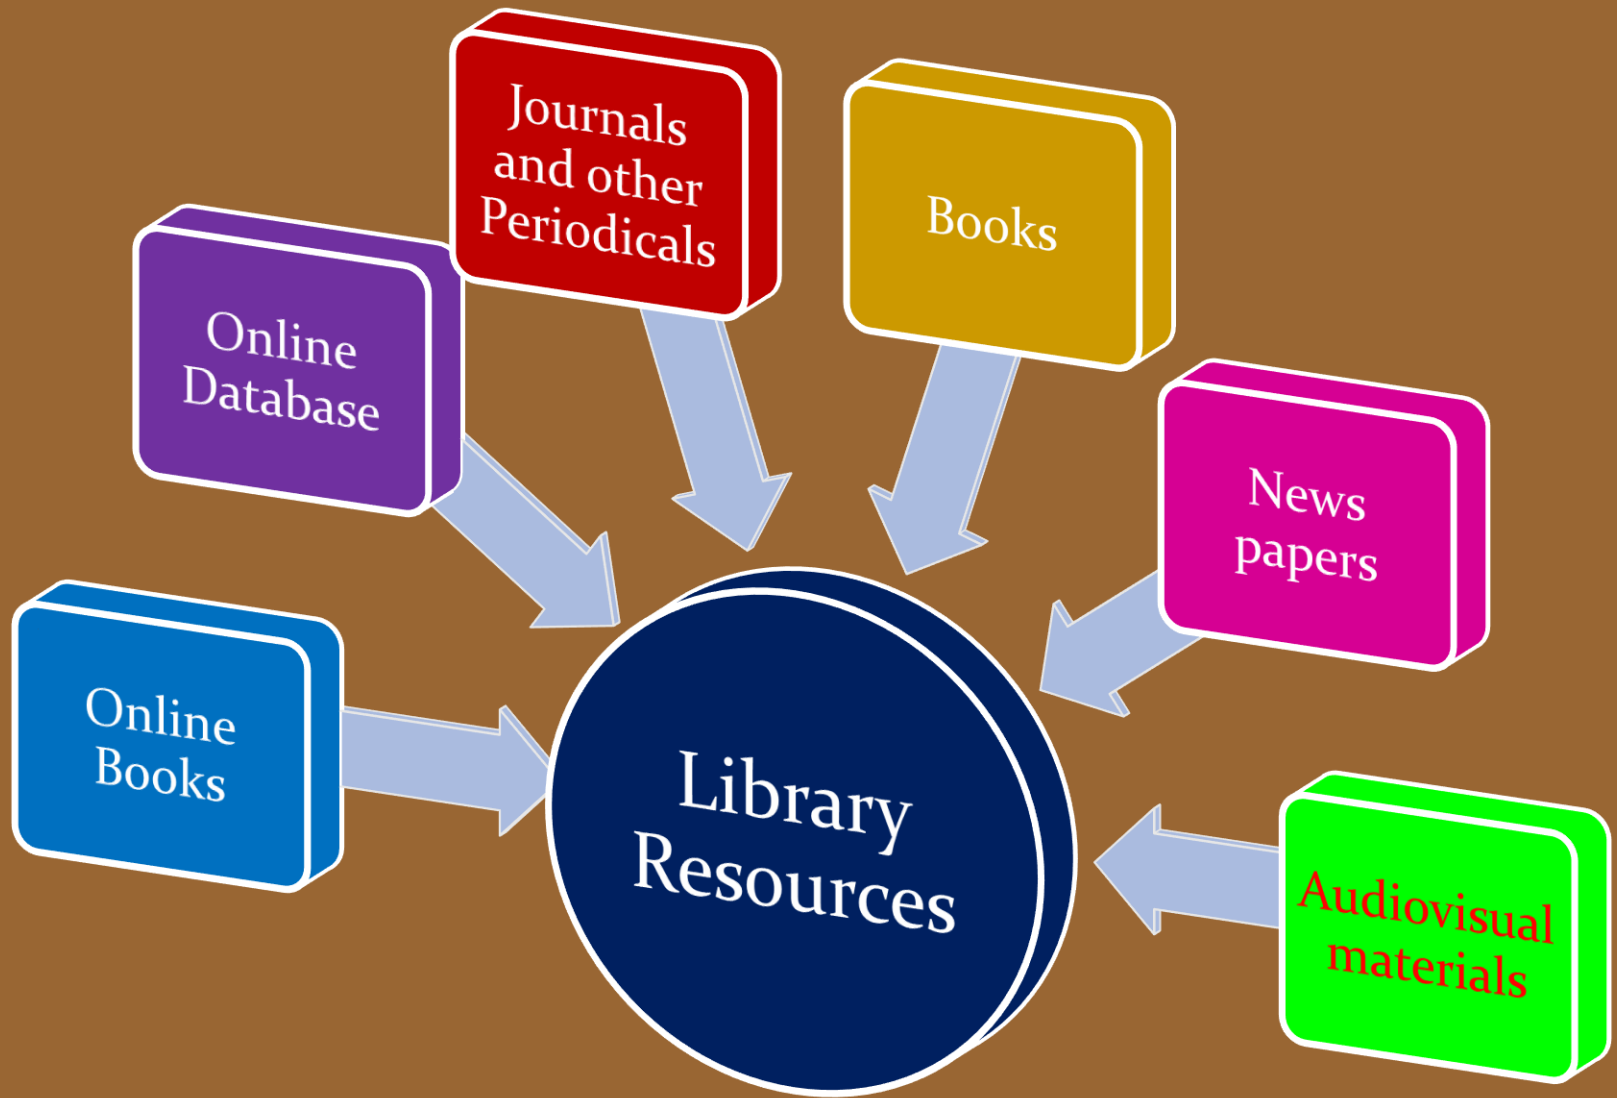 Journals
and other
Periodicals
Books
Online
Database
News
papers
Online
Books
Library
Resources
Audiovisual
materials